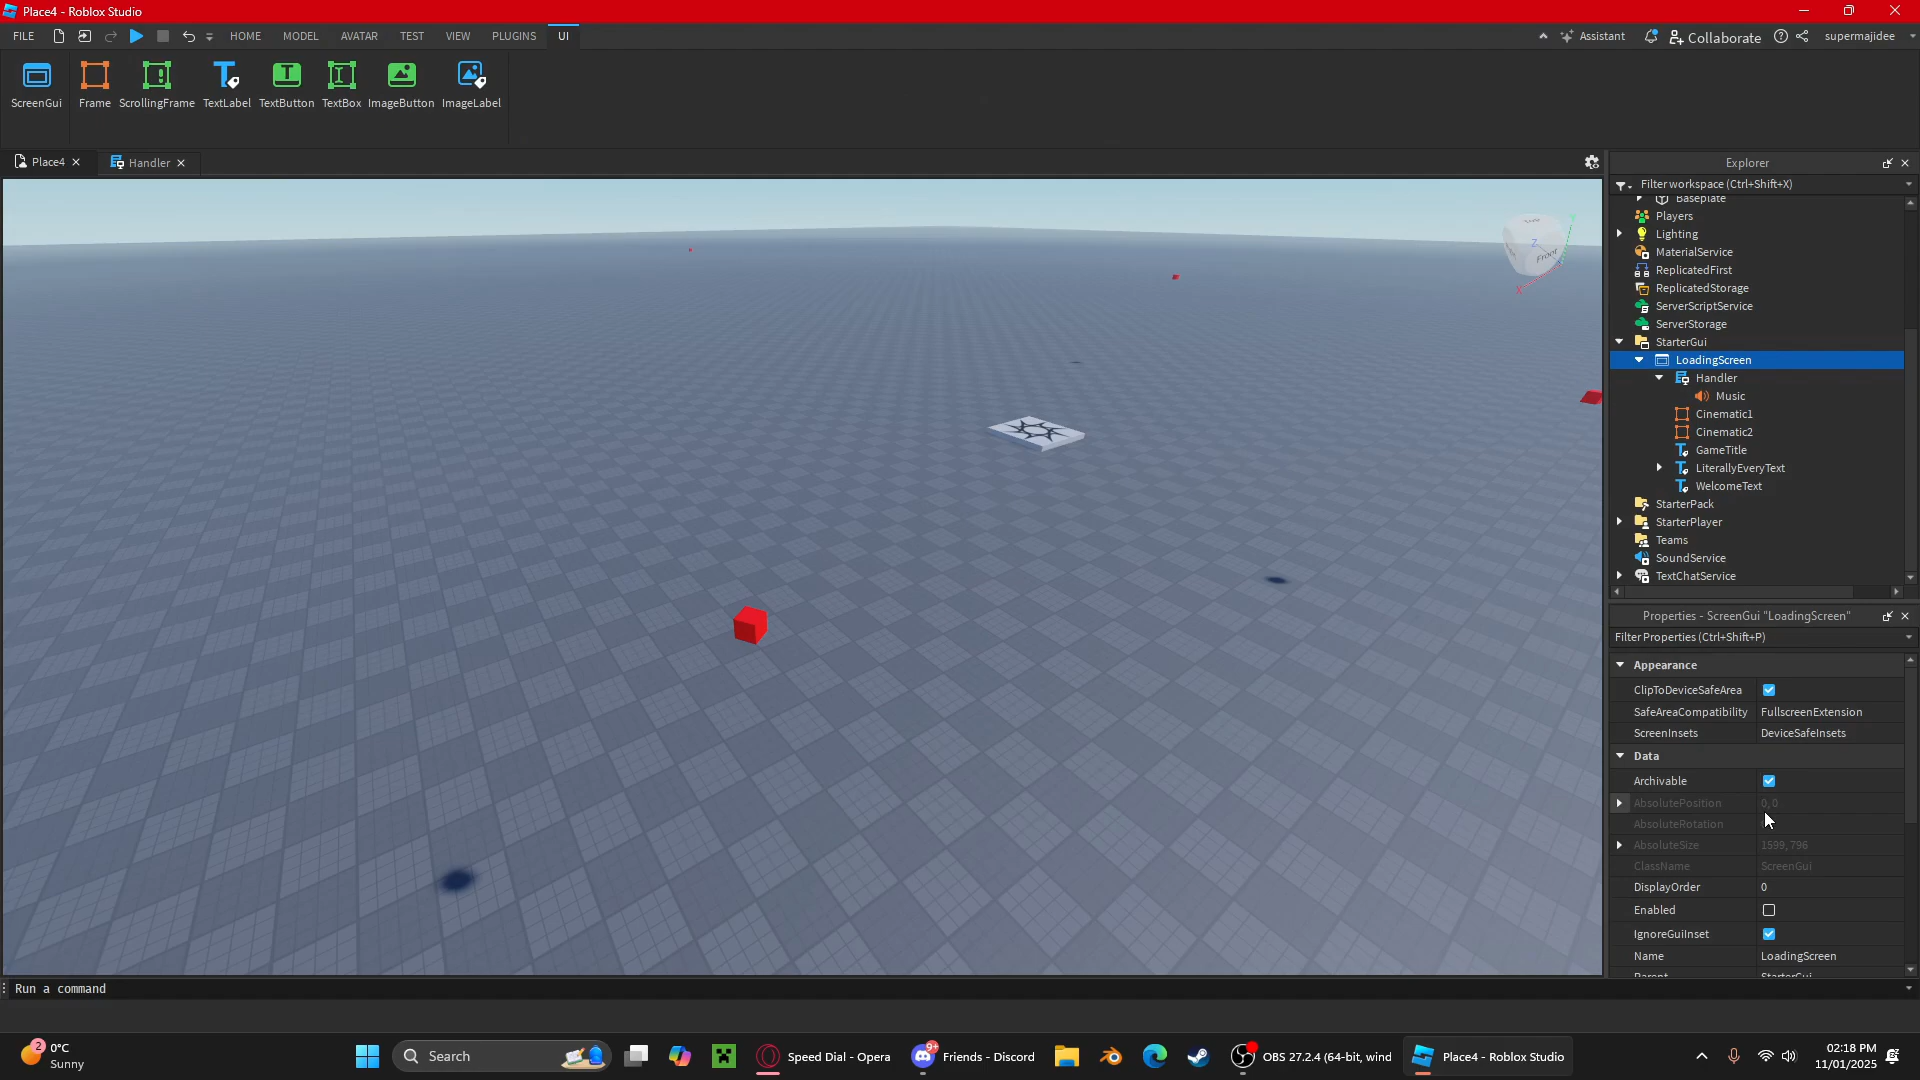 Place4 - Roblox Studio
FILE HOME MODEL AVATAR TEST VIEW PLUGINS UI Assistant Collaborate supermajidee
ScreenGui Frame ScrollingFrame TextLabel TextButton TextBox ImageButton ImageLabel
Place4 Handler
Explorer
Filter workspace (Ctrl+Shift+X)
Baseplate
Players
Lighting
MaterialService
ReplicatedFirst
ReplicatedStorage
ServerScriptService
ServerStorage
StarterGui
LoadingScreen
Handler
Music
Cinematic1
Cinematic2
GameTitle
LiterallyEveryText
WelcomeText
StarterPack
StarterPlayer
Teams
SoundService
TextChatService
Front
Z
X
Y
Properties - ScreenGui "LoadingScreen"
Filter Properties (Ctrl+Shift+P)
Appearance
ClipToDeviceSafeArea
SafeAreaCompatibility FullscreenExtension
ScreenInsets DeviceSafeInsets
Data
Archivable
AbsolutePosition 0, 0
AbsoluteRotation
AbsoluteSize 1599, 796
ClassName ScreenGui
DisplayOrder 0
Enabled
IgnoreGuiInset
Name LoadingScreen
Parent StarterGui
Run a command
2 0°C
Sunny
Search
Speed Dial - Opera
9+ Friends - Discord
OBS 27.2.4 (64-bit, wind
Place4 - Roblox Studio
02:18 PM
11/01/2025